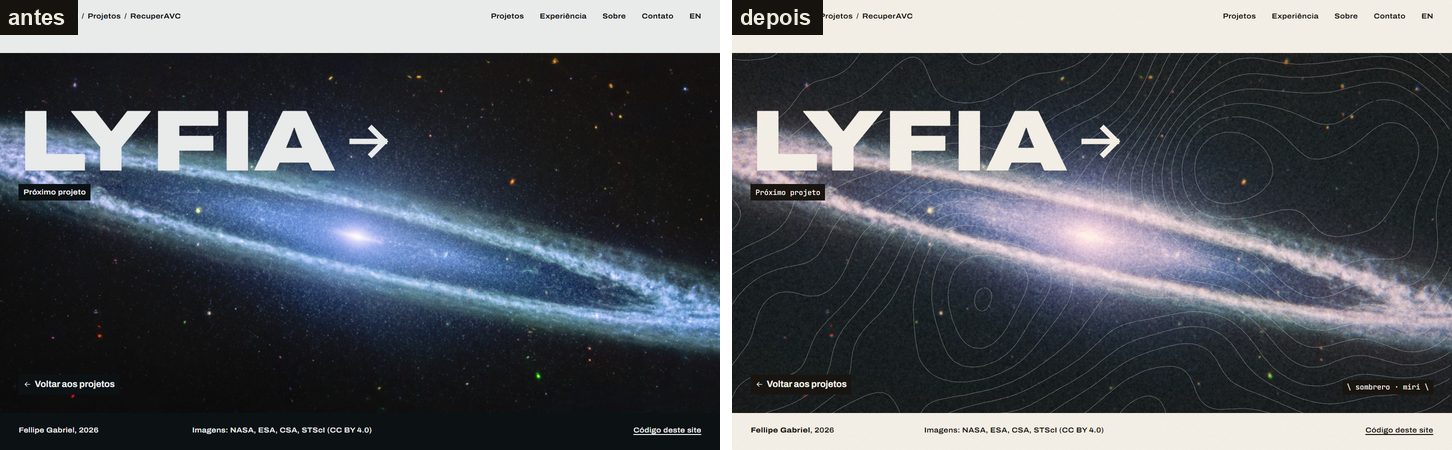 antes
/ Projetos / RecuperAVC
Projetos Experiência Sobre Contato EN
LYFIA →
Próximo projeto
← Voltar aos projetos
Fellipe Gabriel, 2026
Imagens: NASA, ESA, CSA, STScI (CC BY 4.0)
Código deste site
depois
Projetos / RecuperAVC
Projetos Experiência Sobre Contato EN
LYFIA →
Próximo projeto
← Voltar aos projetos
\ sombrero · miri \
Fellipe Gabriel, 2026
Imagens: NASA, ESA, CSA, STScI (CC BY 4.0)
Código deste site